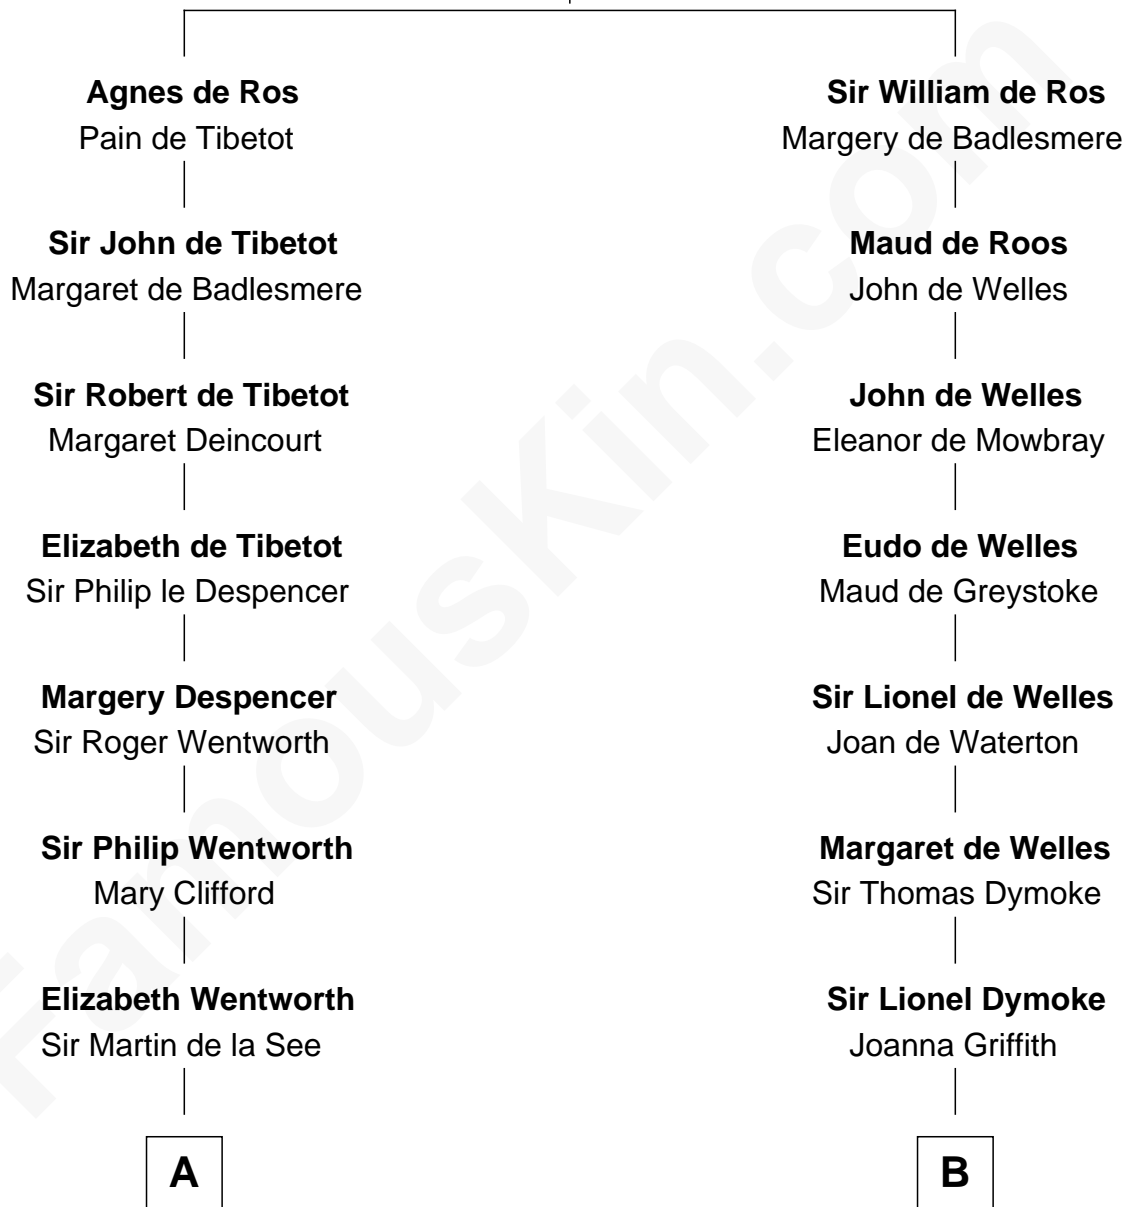 Agnes de Ros
Pain de Tibetot
Sir John de Tibetot
Margaret de Badlesmere
Sir Robert de Tibetot
Margaret Deincourt
Elizabeth de Tibetot
Sir Philip le Despencer
Margery Despencer
Sir Roger Wentworth
Sir Philip Wentworth
Mary Clifford
Elizabeth Wentworth
Sir Martin de la See
A
Sir William de Ros
Margery de Badlesmere
Maud de Roos
John de Welles
John de Welles
Eleanor de Mowbray
Eudo de Welles
Maud de Greystoke
Sir Lionel de Welles
Joan de Waterton
Margaret de Welles
Sir Thomas Dymoke
Sir Lionel Dymoke
Joanna Griffith
B
FamousKin.com